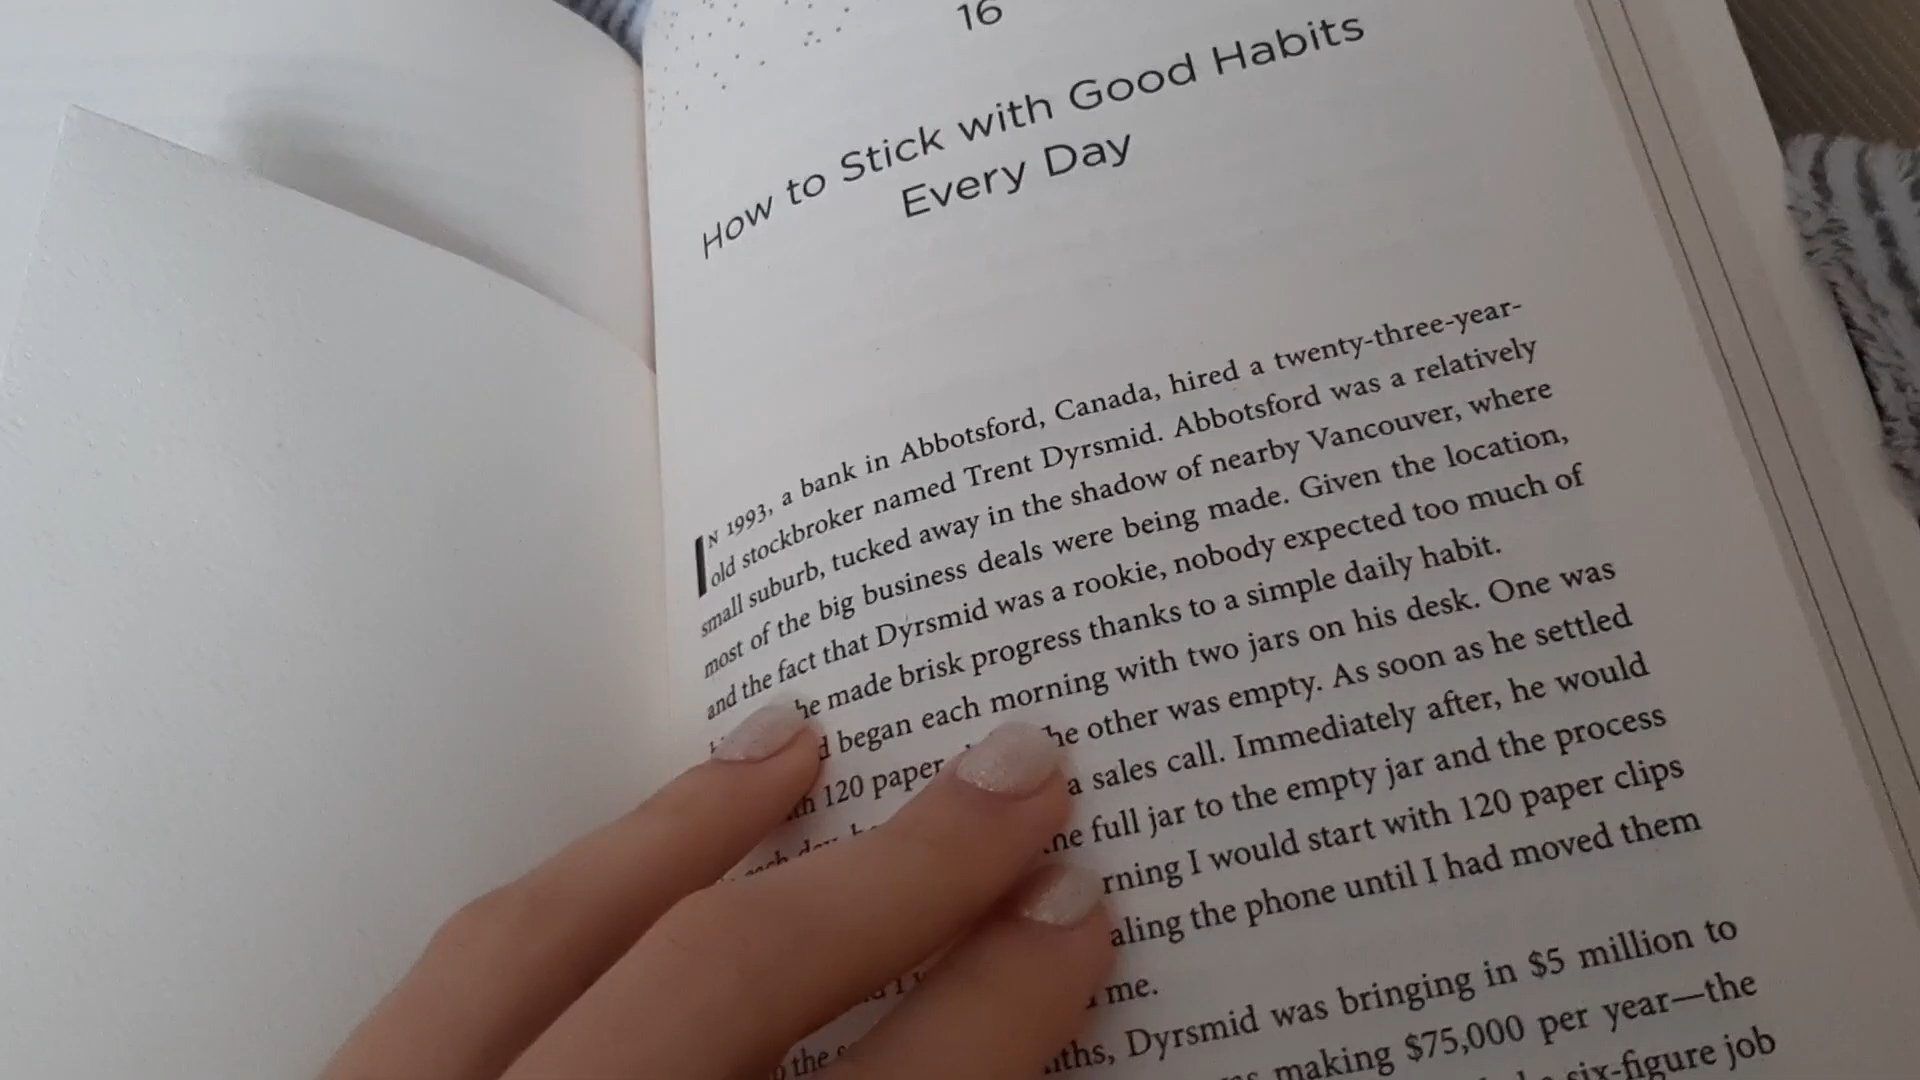 16
How to Stick with Good Habits
Every Day
IN 1993, a bank in Abbotsford, Canada, hired a twenty-three-year-
old stockbroker named Trent Dyrsmid. Abbotsford was a relatively
small suburb, tucked away in the shadow of nearby Vancouver, where
most of the big business deals were being made. Given the location,
and the fact that Dyrsmid was a rookie, nobody expected too much of
he made brisk progress thanks to a simple daily habit.
began each morning with two jars on his desk. One was
120 paper he other was empty. As soon as he settled
each day a sales call. Immediately after, he would
full jar to the empty jar and the process
rning I would start with 120 paper clips
aling the phone until I had moved them
the me.
ths, Dyrsmid was bringing in $5 million to
making $75,000 per year—the
six-figure job